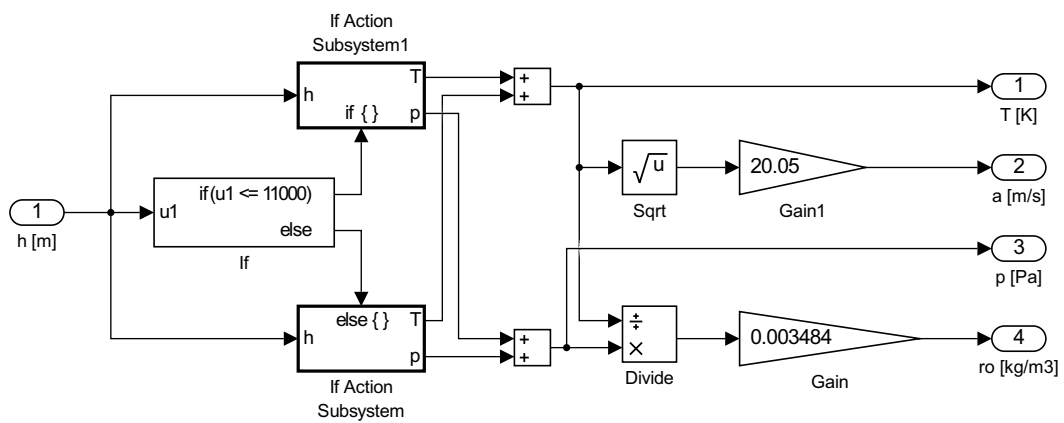 If Action
Subsystem1
h
T
if { }
p
+
+
1
T [K]
1
h [m]
u1
if(u1 <= 11000)
else
If
√u
Sqrt
20.05
Gain1
2
a [m/s]
3
p [Pa]
h
else { }
T
p
If Action
Subsystem
+
+
÷
×
Divide
0.003484
Gain
4
ro [kg/m3]